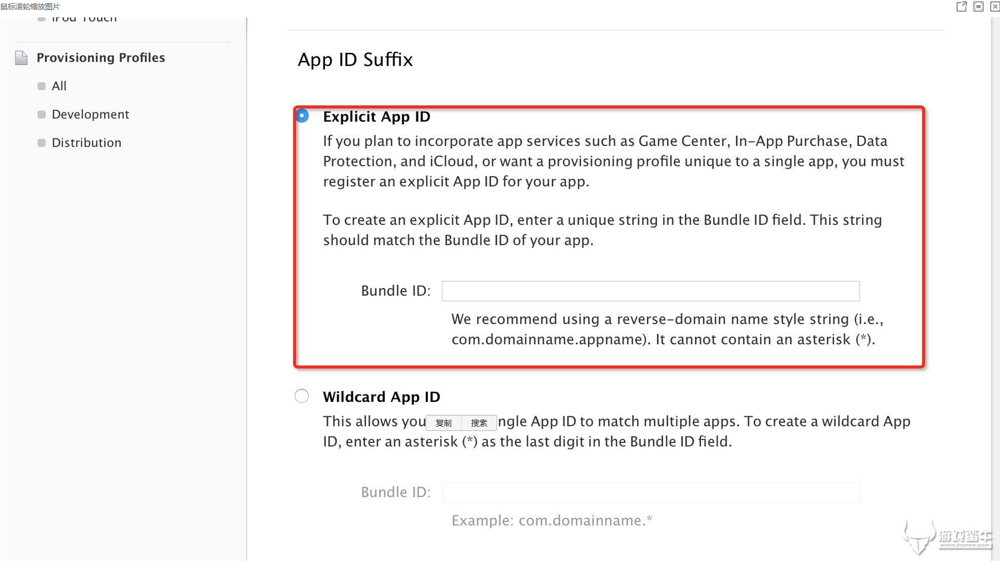 鼠标滚轮缩放图片
iPod Touch
Provisioning Profiles
All
Development
Distribution
App ID Suffix
Explicit App ID
If you plan to incorporate app services such as Game Center, In-App Purchase, Data
Protection, and iCloud, or want a provisioning profile unique to a single app, you must
register an explicit App ID for your app.
To create an explicit App ID, enter a unique string in the Bundle ID field. This string
should match the Bundle ID of your app.
Bundle ID:
We recommend using a reverse-domain name style string (i.e.,
com.domainname.appname). It cannot contain an asterisk (*).
Wildcard App ID
This allows you 复制 搜索 ngle App ID to match multiple apps. To create a wildcard App
ID, enter an asterisk (*) as the last digit in the Bundle ID field.
Bundle ID:
Example: com.domainname.*
游戏蛮牛
www.manew.com